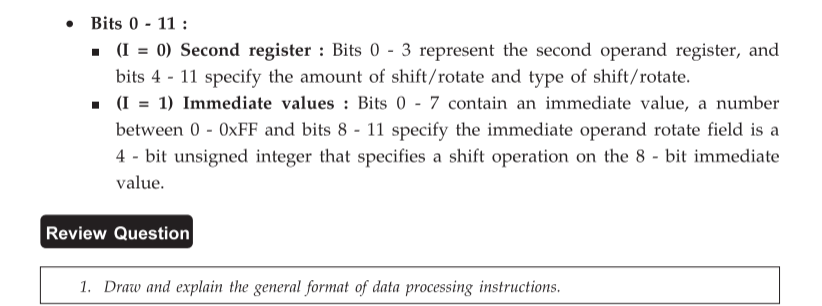 • Bits 0 - 11 :
▪ (I = 0) Second register : Bits 0 - 3 represent the second operand register, and
bits 4 - 11 specify the amount of shift/rotate and type of shift/rotate.
▪ (I = 1) Immediate values : Bits 0 - 7 contain an immediate value, a number
between 0 - 0xFF and bits 8 - 11 specify the immediate operand rotate field is a
4 - bit unsigned integer that specifies a shift operation on the 8 - bit immediate
value.
Review Question
1. Draw and explain the general format of data processing instructions.